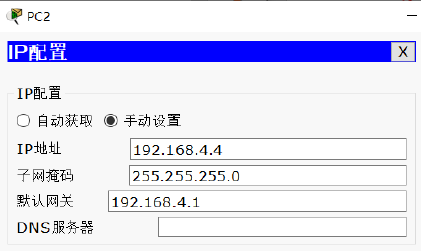 PC2
IP配置 X
IP配置
自动获取 手动设置
IP地址 192.168.4.4
子网掩码 255.255.255.0
默认网关 192.168.4.1
DNS服务器